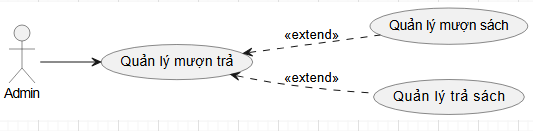 Quản lý mượn sách
«extend»
Quản lý mượn trả
Admin
«extend»
Quản lý trả sách